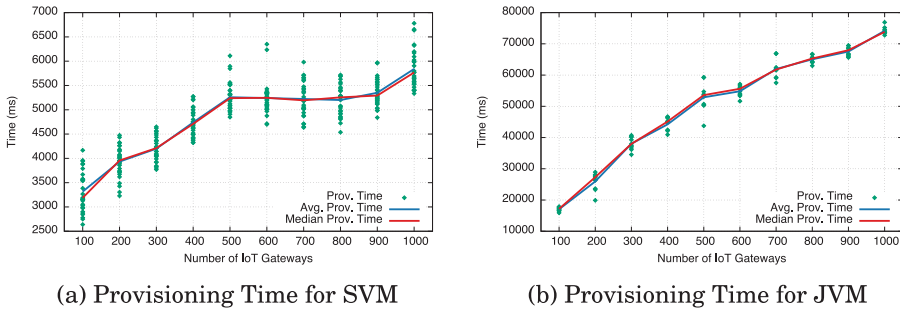 7000
6500
6000
5500
5000
4500
4000
3500
3000
2500
Time (ms)
Prov. Time
Avg. Prov. Time
Median Prov. Time
100 200 300 400 500 600 700 800 900 1000
Number of IoT Gateways
(a) Provisioning Time for SVM
80000
70000
60000
50000
40000
30000
20000
10000
Time (ms)
Prov. Time
Avg. Prov. Time
Median Prov. Time
100 200 300 400 500 600 700 800 900 1000
Number of IoT Gateways
(b) Provisioning Time for JVM